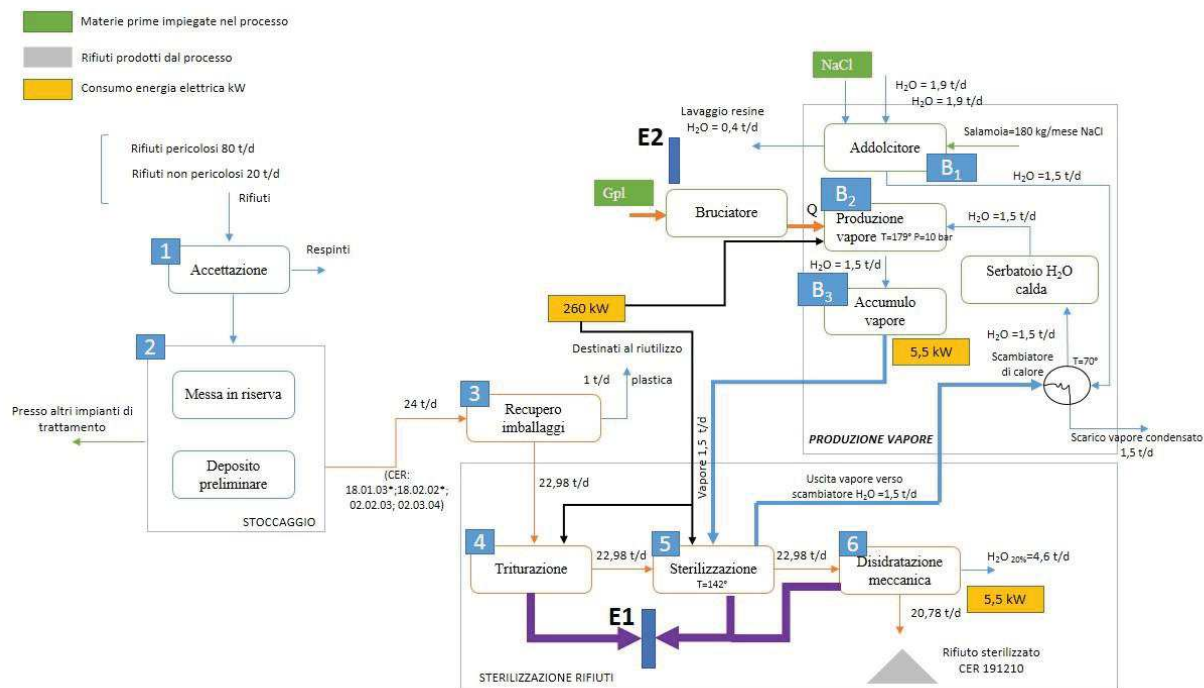 Materie prime impiegate nel processo
Rifiuti prodotti dal processo
Consumo energia elettrica kW
Rifiuti pericolosi 80 t/d
Rifiuti non pericolosi 20 t/d
Rifiuti
1
Accettazione
Respinti
2
Messa in riserva
Deposito
preliminare
STOCCAGGIO
Presso altri impianti di
trattamento
24 t/d
(CER:
18.01.03*;18.02.02*;
02.02.03; 02.03.04)
3
Recupero
imballaggi
Destinati al riutilizzo
1 t/d
plastica
22,98 t/d
260 kW
E2
Gpl
Bruciatore
Q
Lavaggio resine
H₂O = 0,4 t/d
NaCl
H₂O = 1,9 t/d
H₂O = 1,9 t/d
Addolcitore
B₁
Salamoia=180 kg/mese NaCl
H₂O =1,5 t/d
B₂
Produzione
vapore T=179° P=10 bar
H₂O =1,5 t/d
H₂O = 1,5 t/d
B₃
Accumulo
vapore
5,5 kW
Serbatoio H₂O
calda
H₂O =1,5 t/d
Scambiatore
di calore
T=70°
PRODUZIONE VAPORE
Scarico vapore condensato
1,5 t/d
Vapore 1,5 t/d
Uscita vapore verso
scambiatore H₂O =1,5 t/d
4
Triturazione
22,98 t/d
5
Sterilizzazione
T=142°
22,98 t/d
6
Disidratazione
meccanica
H₂O 20%=4,6 t/d
5,5 kW
20,78 t/d
E1
Rifiuto sterilizzato
CER 191210
STERILIZZAZIONE RIFIUTI